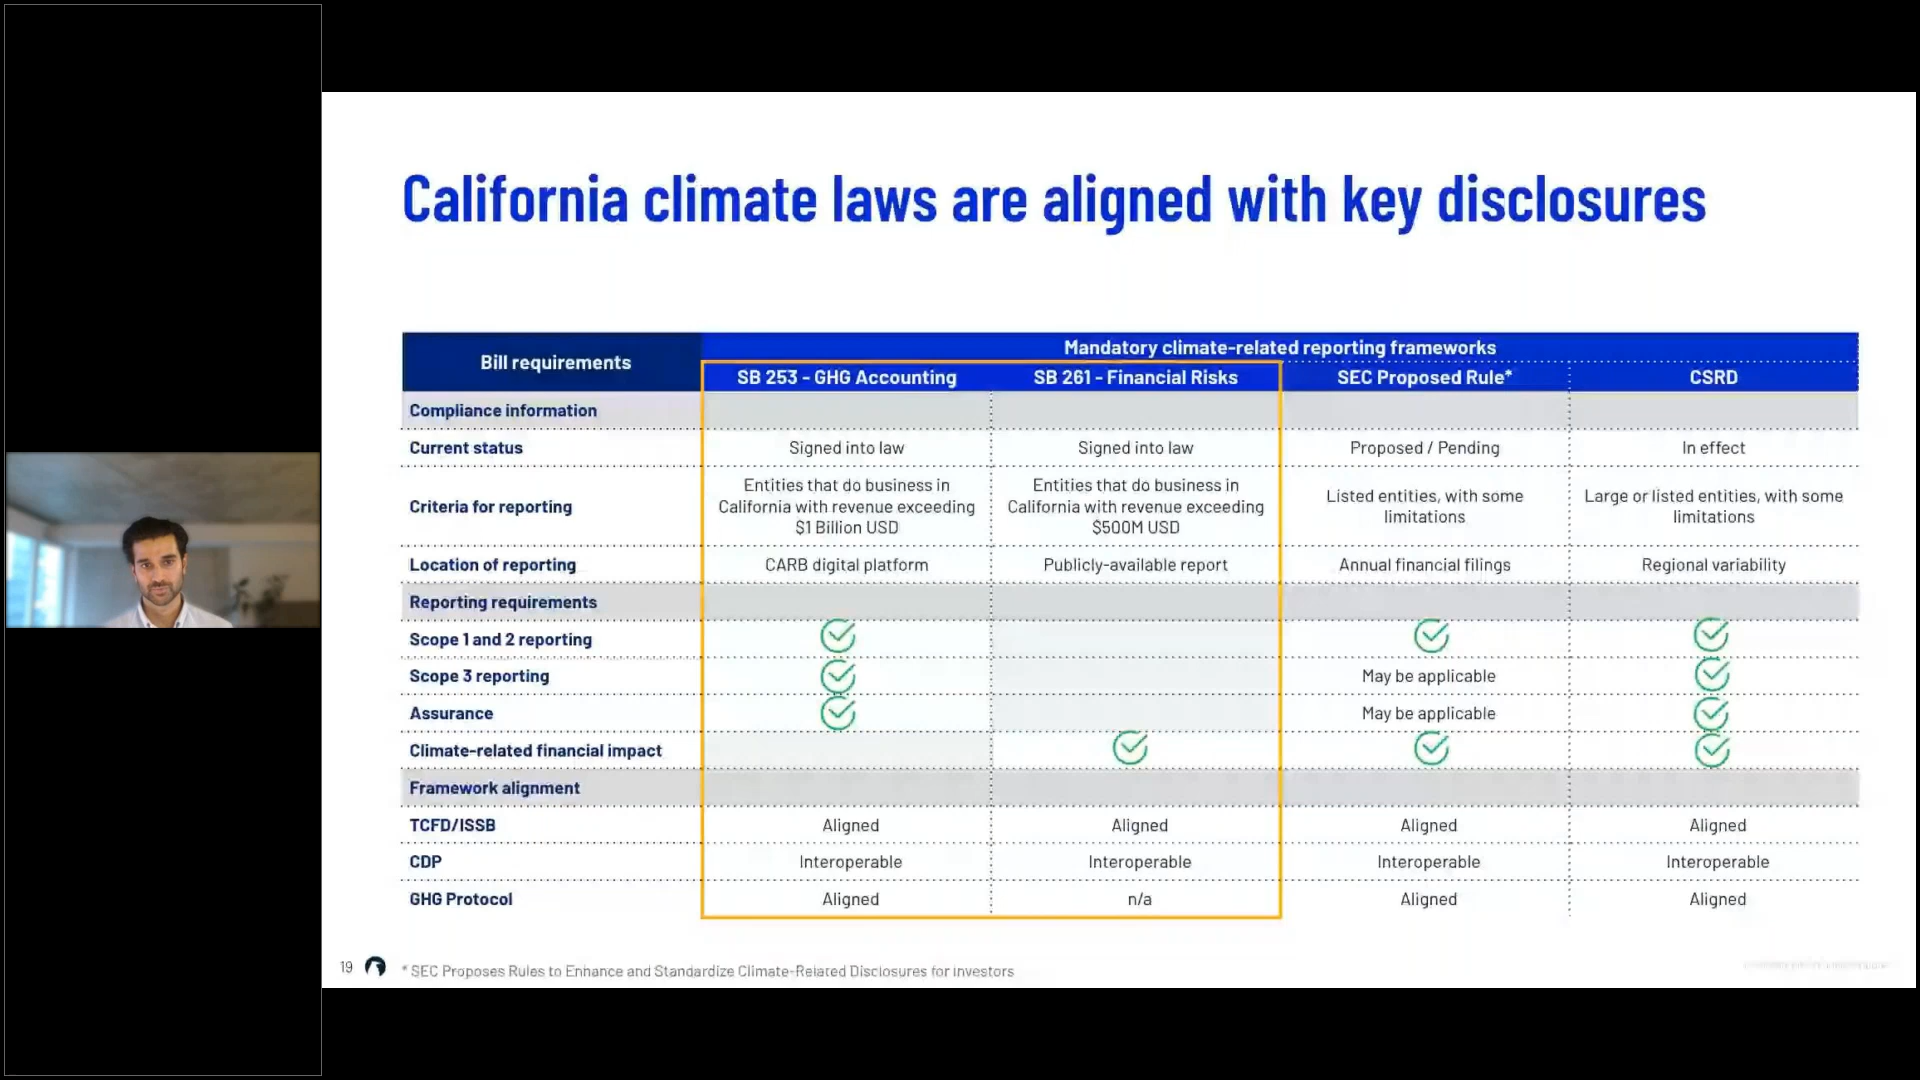 California climate laws are aligned with key disclosures
Bill requirements
Mandatory climate-related reporting frameworks
SB 253 - GHG Accounting
SB 261 - Financial Risks
SEC Proposed Rule*
CSRD
Compliance information
Current status
Signed into law
Signed into law
Proposed / Pending
In effect
Criteria for reporting
Entities that do business in
California with revenue exceeding
$1 Billion USD
Entities that do business in
California with revenue exceeding
$500M USD
Listed entities, with some
limitations
Large or listed entities, with some
limitations
Location of reporting
CARB digital platform
Publicly-available report
Annual financial filings
Regional variability
Reporting requirements
Scope 1 and 2 reporting
Scope 3 reporting
May be applicable
Assurance
May be applicable
Climate-related financial impact
Framework alignment
TCFD/ISSB
Aligned
Aligned
Aligned
Aligned
CDP
Interoperable
Interoperable
Interoperable
Interoperable
GHG Protocol
Aligned
n/a
Aligned
Aligned
19
* SEC Proposes Rules to Enhance and Standardize Climate-Related Disclosures for investors